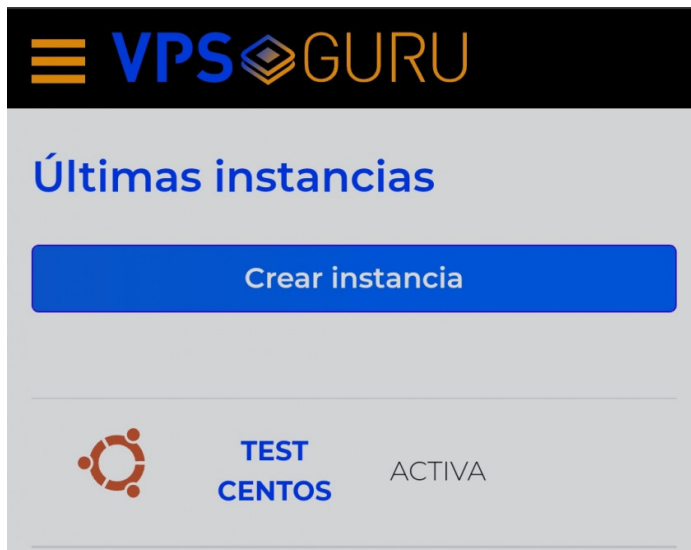 VPS GURU
Últimas instancias
Crear instancia
TEST
CENTOS
ACTIVA